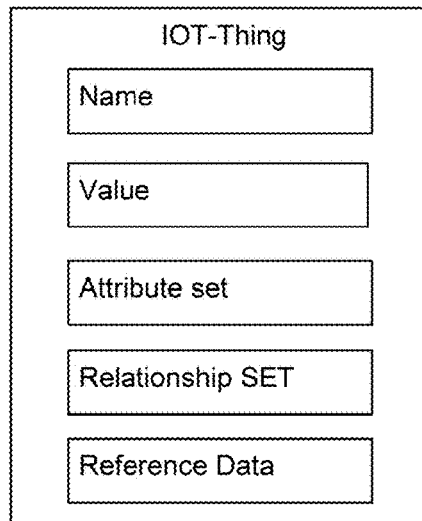 IOT-Thing
Name
Value
Attribute set
Relationship SET
Reference Data